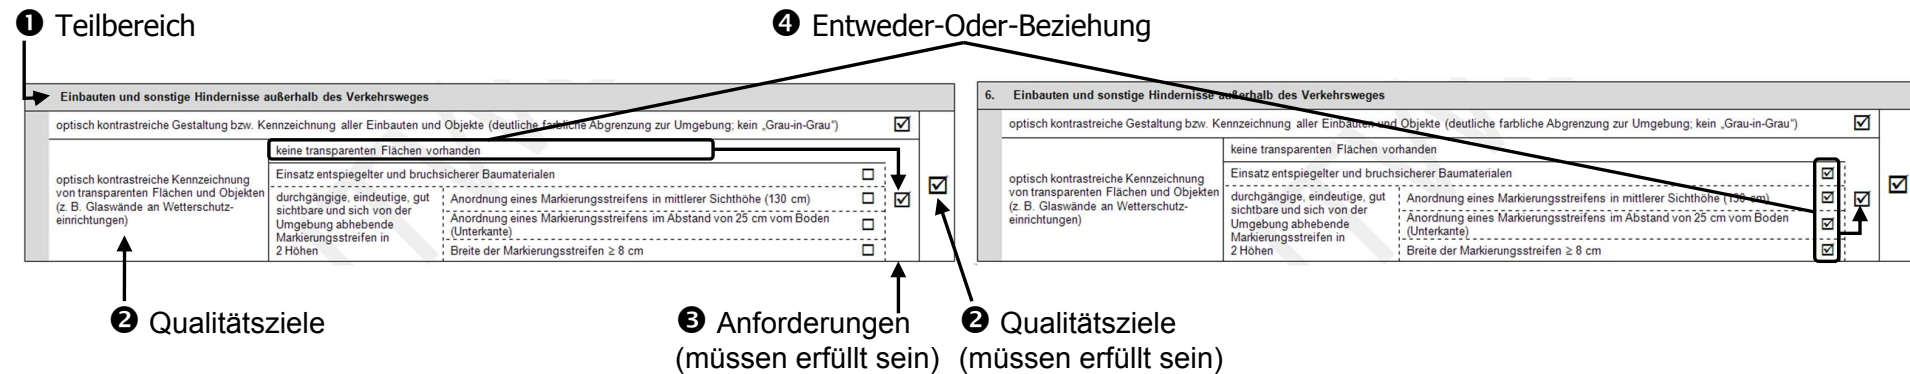 ❶ Teilbereich
❹ Entweder-Oder-Beziehung
Einbauten und sonstige Hindernisse außerhalb des Verkehrsweges
optisch kontrastreiche Gestaltung bzw. Kennzeichnung aller Einbauten und Objekte (deutliche farbliche Abgrenzung zur Umgebung; kein „Grau-in-Grau“)
optisch kontrastreiche Kennzeichnung
von transparenten Flächen und Objekten
(z. B. Glaswände an Wetterschutz-
einrichtungen)
keine transparenten Flächen vorhanden
Einsatz entspiegelter und bruchsicherer Baumaterialen
durchgängige, eindeutige, gut
sichtbare und sich von der
Umgebung abhebende
Markierungsstreifen in
2 Höhen
Anordnung eines Markierungsstreifens in mittlerer Sichthöhe (130 cm)
Anordnung eines Markierungsstreifens im Abstand von 25 cm vom Boden
(Unterkante)
Breite der Markierungsstreifen ≥ 8 cm
6. Einbauten und sonstige Hindernisse außerhalb des Verkehrsweges
optisch kontrastreiche Gestaltung bzw. Kennzeichnung aller Einbauten und Objekte (deutliche farbliche Abgrenzung zur Umgebung; kein „Grau-in-Grau“)
optisch kontrastreiche Kennzeichnung
von transparenten Flächen und Objekten
(z. B. Glaswände an Wetterschutz-
einrichtungen)
keine transparenten Flächen vorhanden
Einsatz entspiegelter und bruchsicherer Baumaterialen
durchgängige, eindeutige, gut
sichtbare und sich von der
Umgebung abhebende
Markierungsstreifen in
2 Höhen
Anordnung eines Markierungsstreifens in mittlerer Sichthöhe (130 cm)
Anordnung eines Markierungsstreifens im Abstand von 25 cm vom Boden
(Unterkante)
Breite der Markierungsstreifen ≥ 8 cm
❷ Qualitätsziele
❸ Anforderungen
(müssen erfüllt sein)
❷ Qualitätsziele
(müssen erfüllt sein)